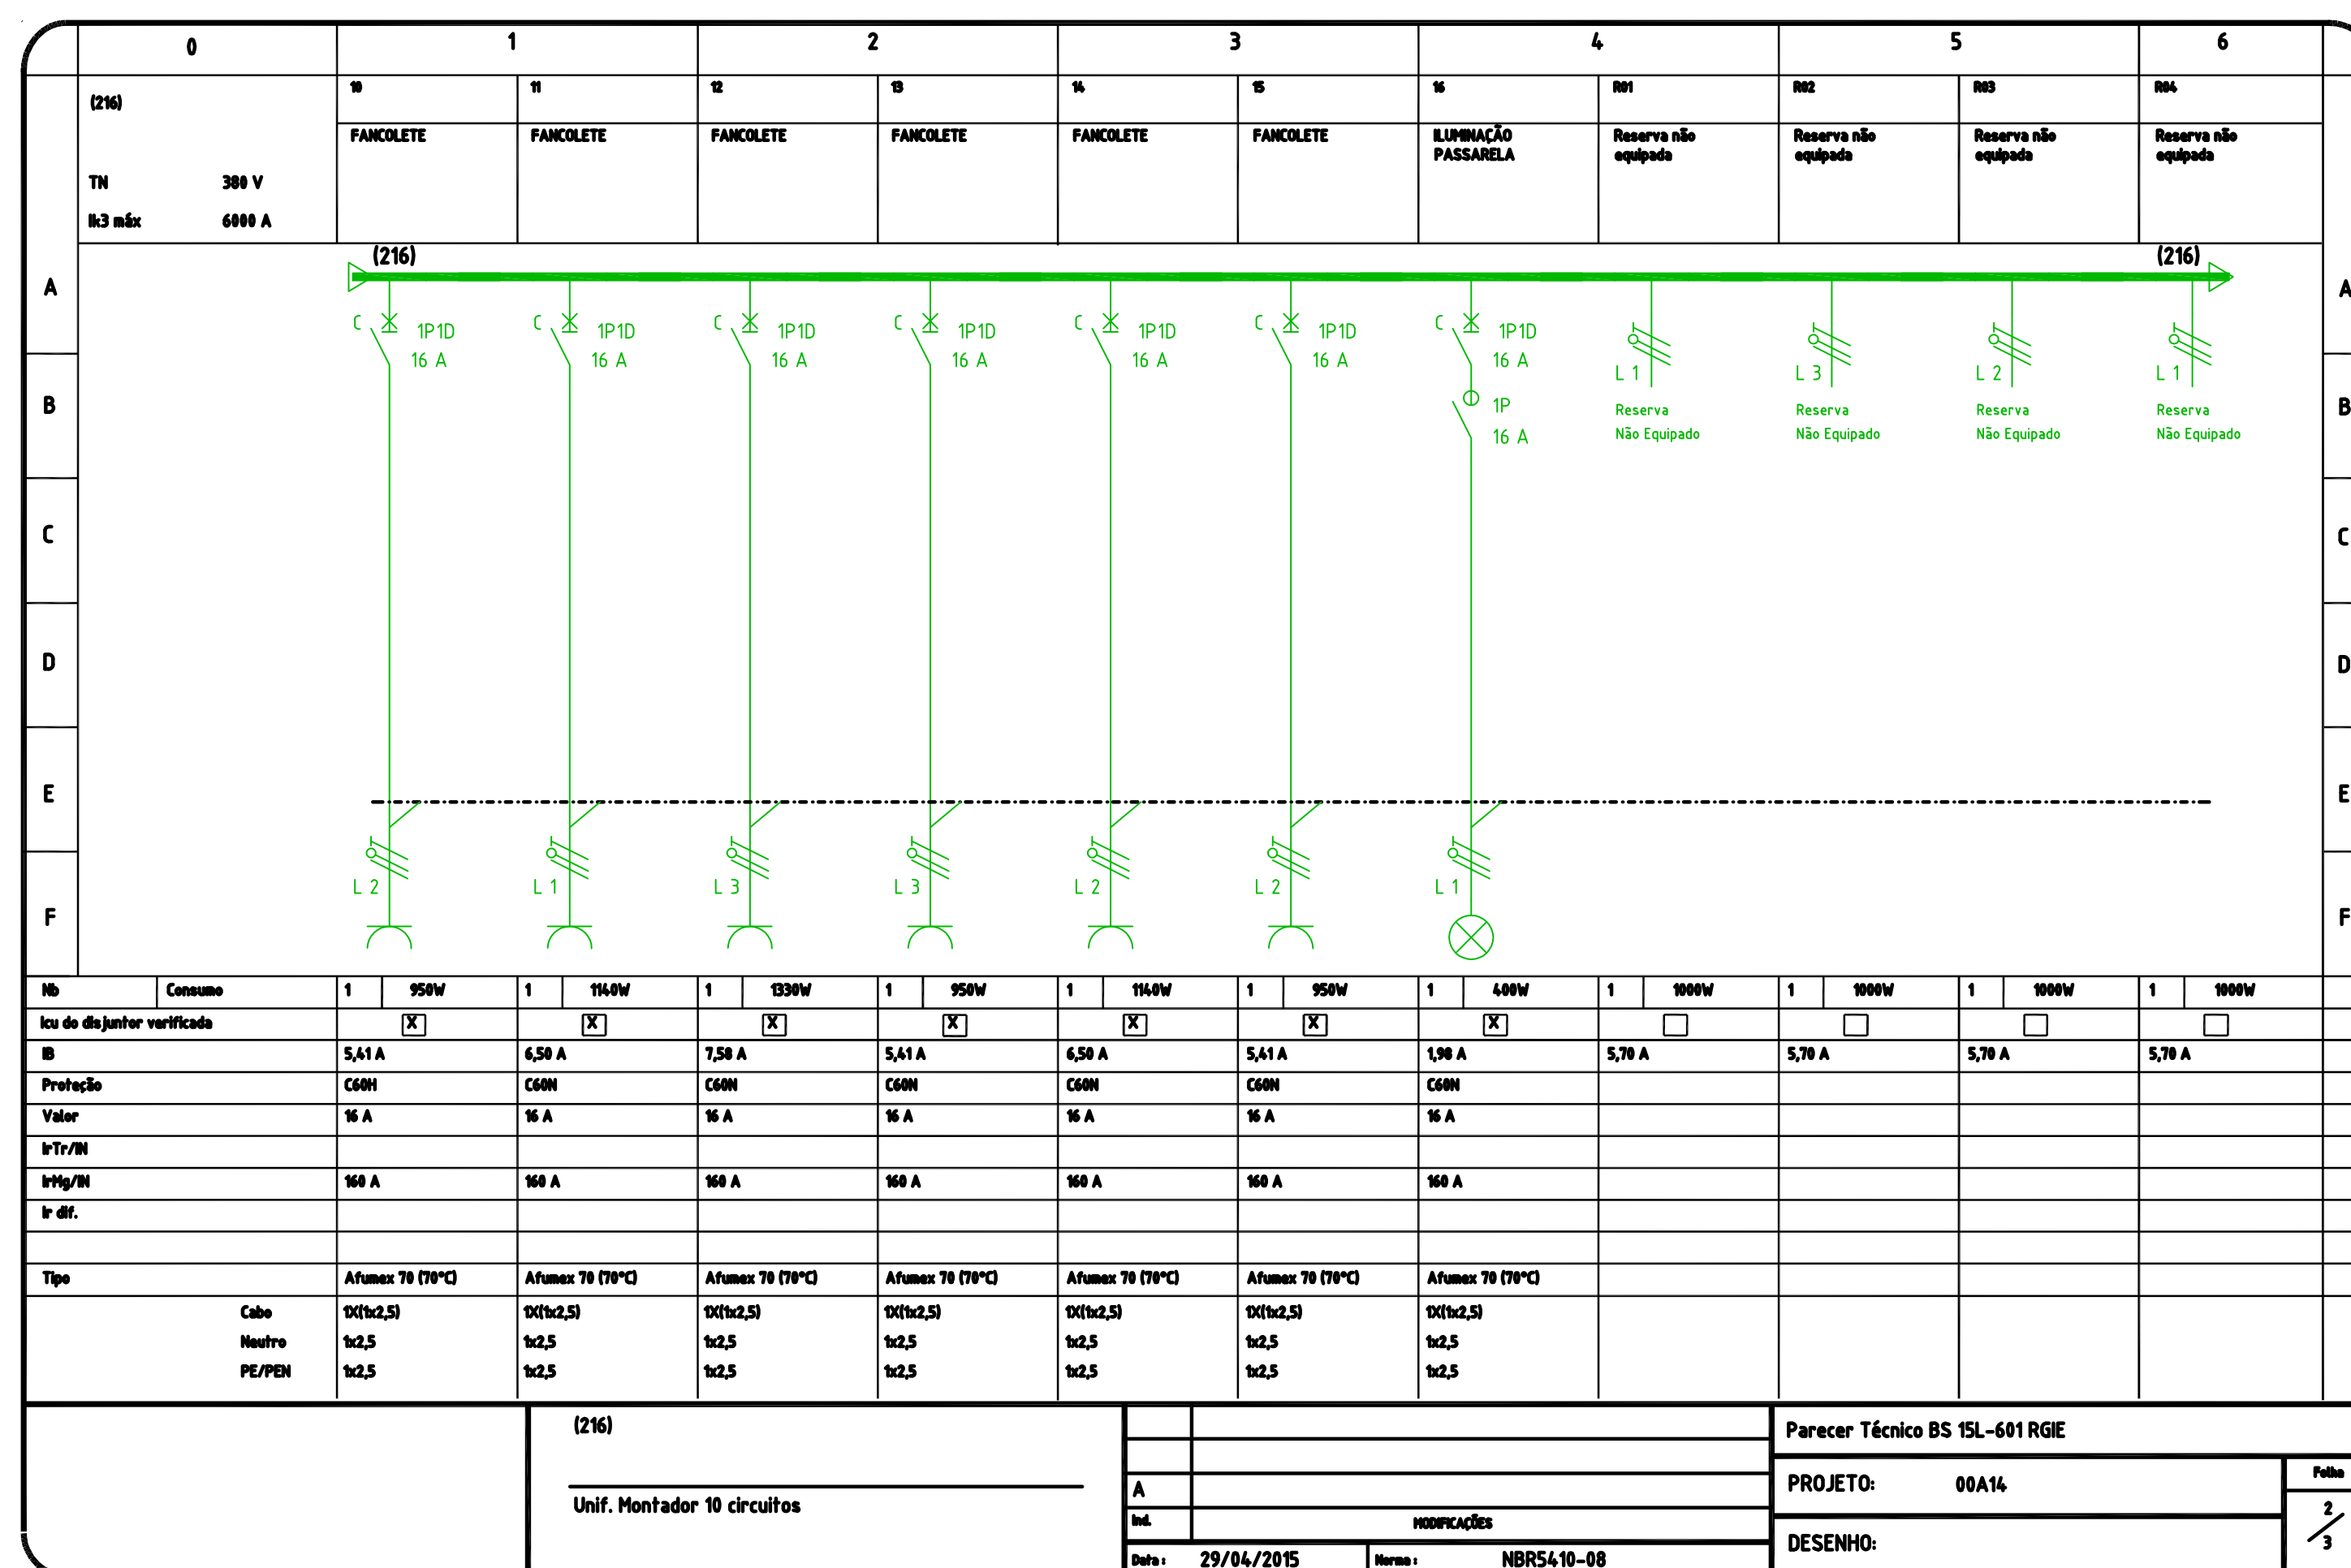 0 1 2 3 4 5 6
(216) 10 11 12 13 14 15 16 R01 R02 R03 R04
FANCOLETE FANCOLETE FANCOLETE FANCOLETE FANCOLETE FANCOLETE ILUMINAÇÃO Reserva não Reserva não Reserva não Reserva não
PASSARELA equipada equipada equipada equipada
TN 380 V
Ik3 máx 6000 A
(216) (216)
A A
C 1P1D C 1P1D C 1P1D C 1P1D C 1P1D C 1P1D C 1P1D
16 A 16 A 16 A 16 A 16 A 16 A 16 A
L 1 L 3 L 2 L 1
B 1P Reserva Reserva Reserva Reserva B
16 A Não Equipado Não Equipado Não Equipado Não Equipado
C C
D D
E E
L 2 L 1 L 3 L 3 L 2 L 2 L 1
F F
Nb Consumo 1 950W 1 1140W 1 1330W 1 950W 1 1140W 1 950W 1 400W 1 1000W 1 1000W 1 1000W 1 1000W
Icu do disjuntor verificada X X X X X X X
IB 5,41 A 6,50 A 7,58 A 5,41 A 6,50 A 5,41 A 1,98 A 5,70 A 5,70 A 5,70 A 5,70 A
Proteção C60H C60N C60N C60N C60N C60N C60N
Valor 16 A 16 A 16 A 16 A 16 A 16 A 16 A
IrTr/IN
IrMg/IN 160 A 160 A 160 A 160 A 160 A 160 A 160 A
Ir dif.
Tipo Afumex 70 (70°C) Afumex 70 (70°C) Afumex 70 (70°C) Afumex 70 (70°C) Afumex 70 (70°C) Afumex 70 (70°C) Afumex 70 (70°C)
Cabo 1X(1x2,5) 1X(1x2,5) 1X(1x2,5) 1X(1x2,5) 1X(1x2,5) 1X(1x2,5) 1X(1x2,5)
Neutro 1x2,5 1x2,5 1x2,5 1x2,5 1x2,5 1x2,5 1x2,5
PE/PEN 1x2,5 1x2,5 1x2,5 1x2,5 1x2,5 1x2,5 1x2,5
(216)
Unif. Montador 10 circuitos
A
Ind. MODIFICAÇÕES
Data : 29/04/2015 Norma : NBR5410-08
Parecer Técnico BS 15L-601 RGIE
PROJETO: 00A14
DESENHO:
Folha
2/3